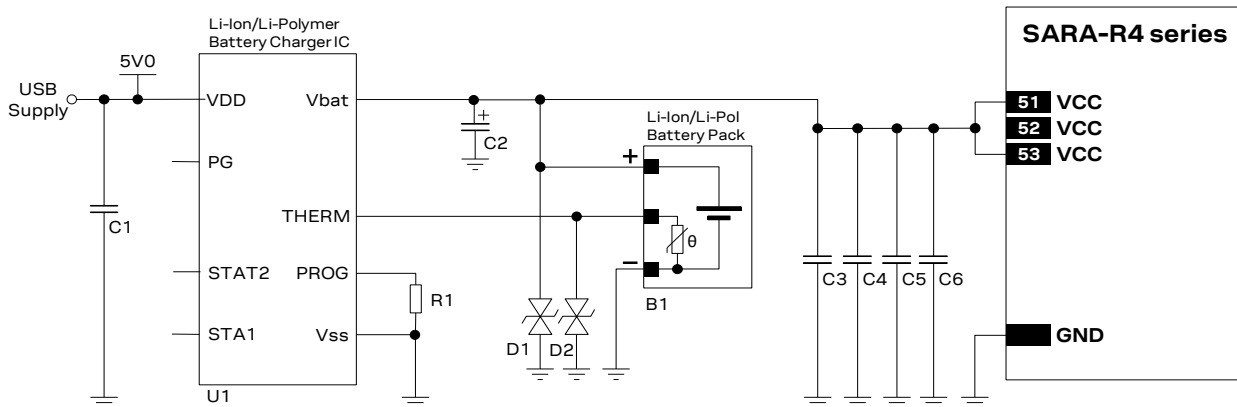 Li-Ion/Li-Polymer
Battery Charger IC
5V0
USB
Supply
VDD
Vbat
PG
THERM
STAT2
PROG
STA1
Vss
U1
C1
R1
C2
+
Li-Ion/Li-Pol
Battery Pack
+
θ
–
B1
D1
D2
C3
C4
C5
C6
SARA-R4 series
51 VCC
52 VCC
53 VCC
GND